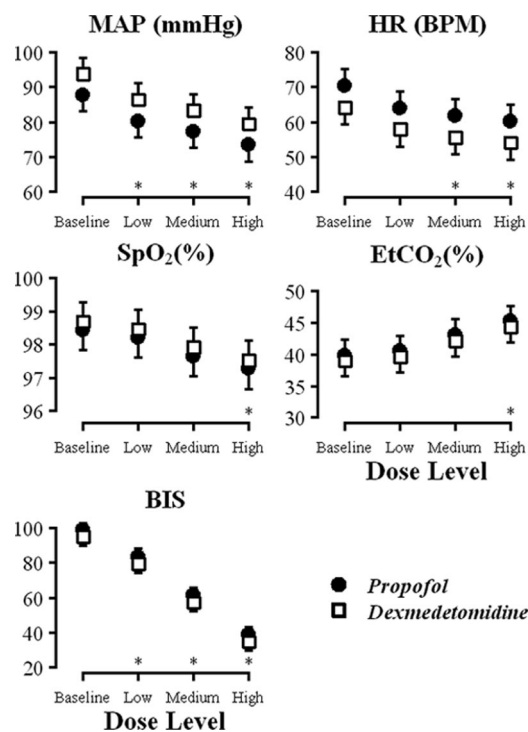 MAP (mmHg)
100
90
80
70
60
* * *
Baseline Low Medium High
HR (BPM)
80
70
60
50
40
* *
Baseline Low Medium High
SpO₂(%)
100
99
98
97
96
*
Baseline Low Medium High
EtCO₂(%)
50
45
40
35
30
*
Baseline Low Medium High
Dose Level
BIS
100
80
60
40
20
* * *
Baseline Low Medium High
Dose Level
Propofol
Dexmedetomidine